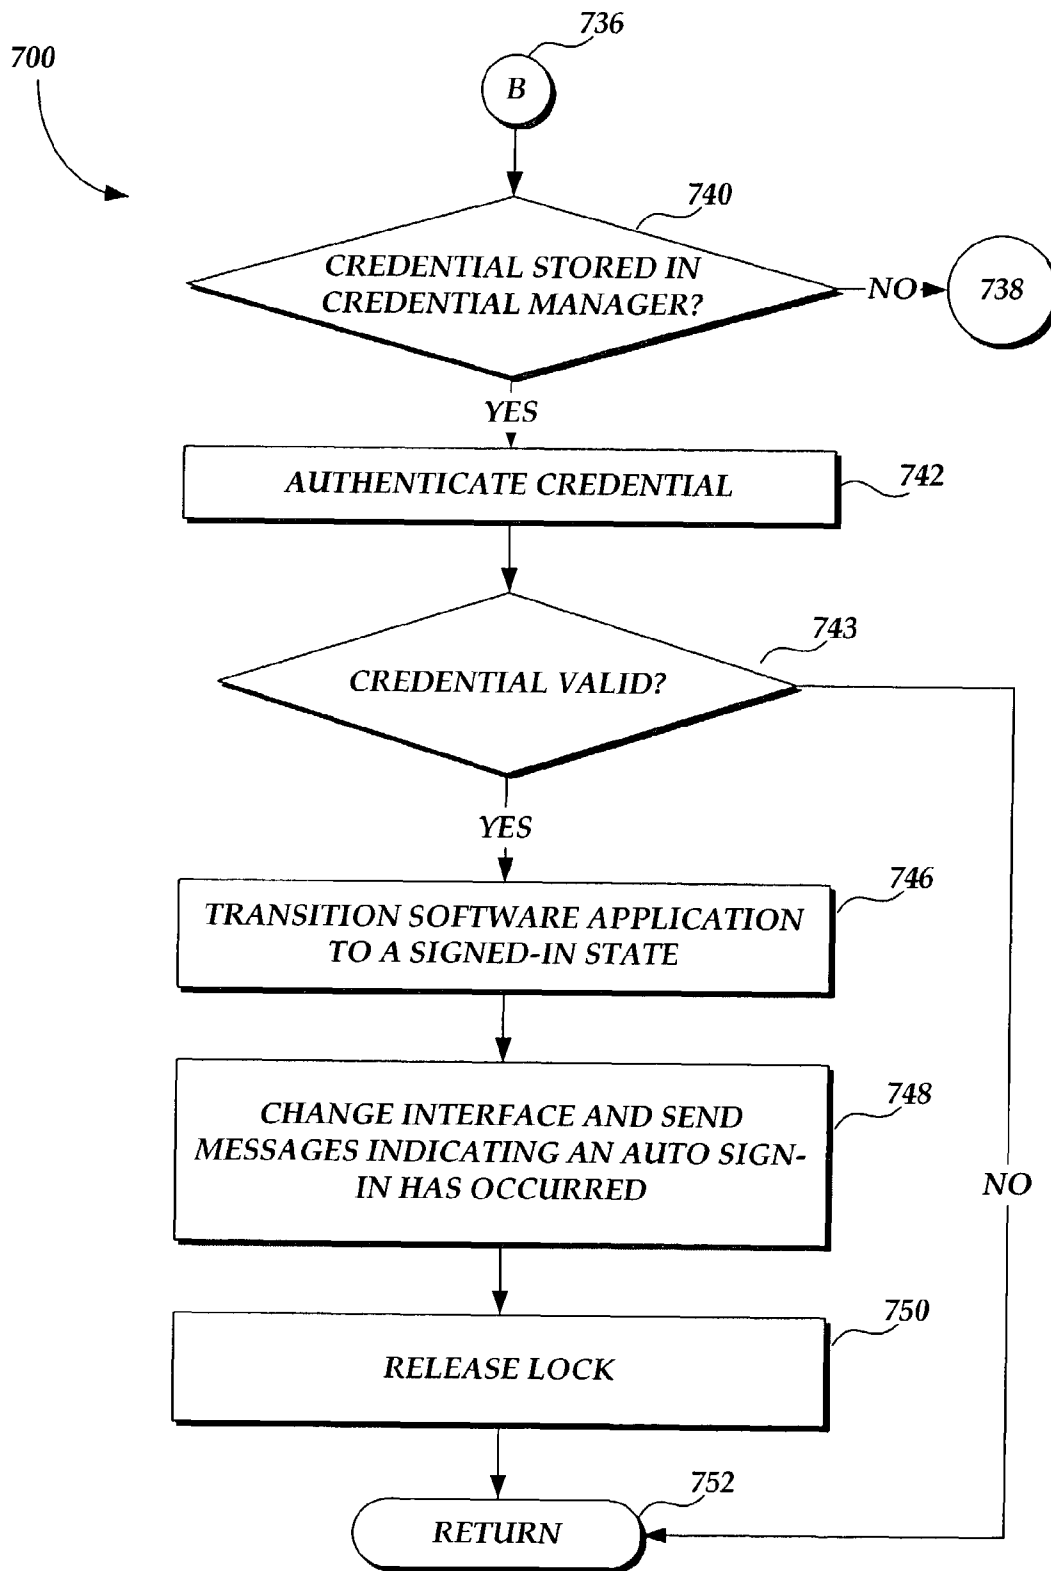 736
700
B
740
CREDENTIAL STORED IN
CREDENTIAL MANAGER?
NO
738
YES
AUTHENTICATE CREDENTIAL
742
743
CREDENTIAL VALID?
YES
746
TRANSITION SOFTWARE APPLICATION
TO A SIGNED-IN STATE
748
CHANGE INTERFACE AND SEND
MESSAGES INDICATING AN AUTO SIGN-
IN HAS OCCURRED
NO
750
RELEASE LOCK
752
RETURN